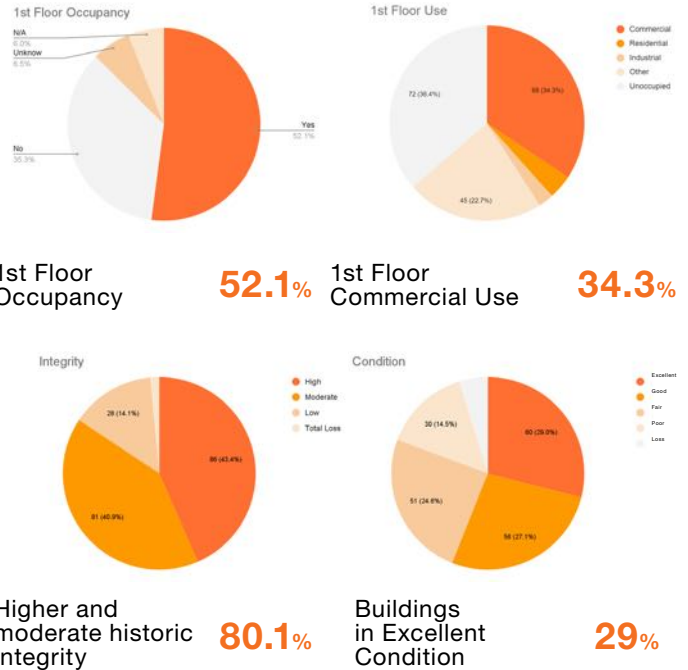 1st Floor Occupancy
N/A
6.0%
Unknow
6.5%
Yes
52.1%
No
35.3%
1st Floor Use
Commercial
Residential
Industrial
Other
Unoccupied
72 (36.4%)
(34.3%)
45 (22.7%)
1st Floor
Occupancy
52.1%
1st Floor
Commercial Use
34.3%
Integrity
High
Moderate
Low
Total Loss
28 (14.1%)
86 (43.4%)
81 (40.9%)
Condition
Excellent
Good
Fair
Poor
Loss
30 (14.5%)
60 (29.0%)
51 (24.6%)
56 (27.1%)
Higher and
moderate historic
integrity
80.1%
Buildings
in Excellent
Condition
29%